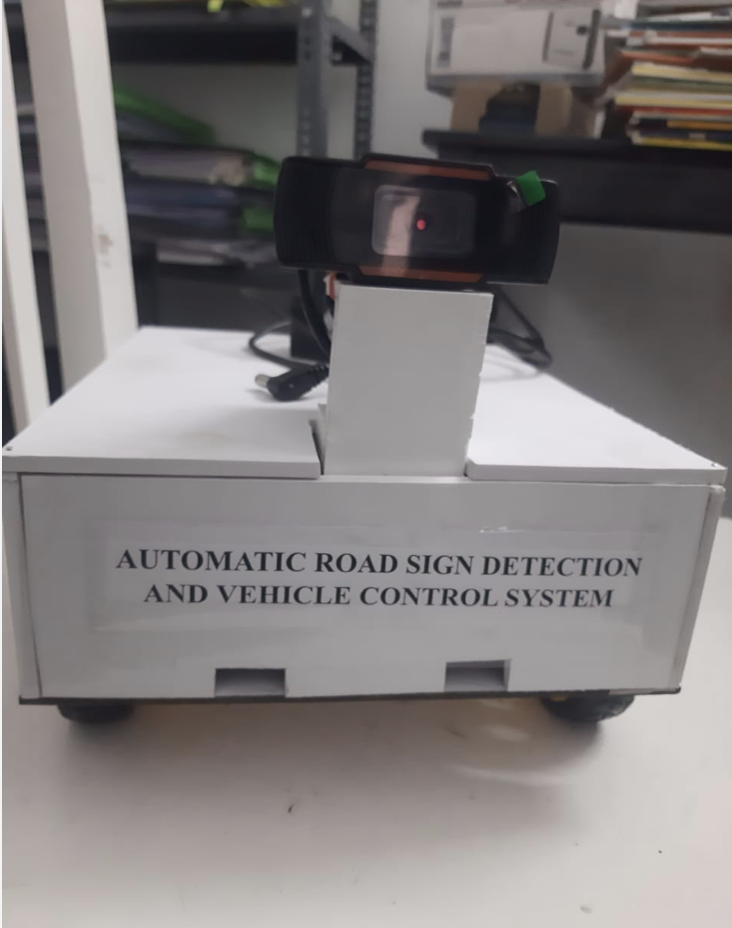 AUTOMATIC ROAD SIGN DETECTION
AND VEHICLE CONTROL SYSTEM